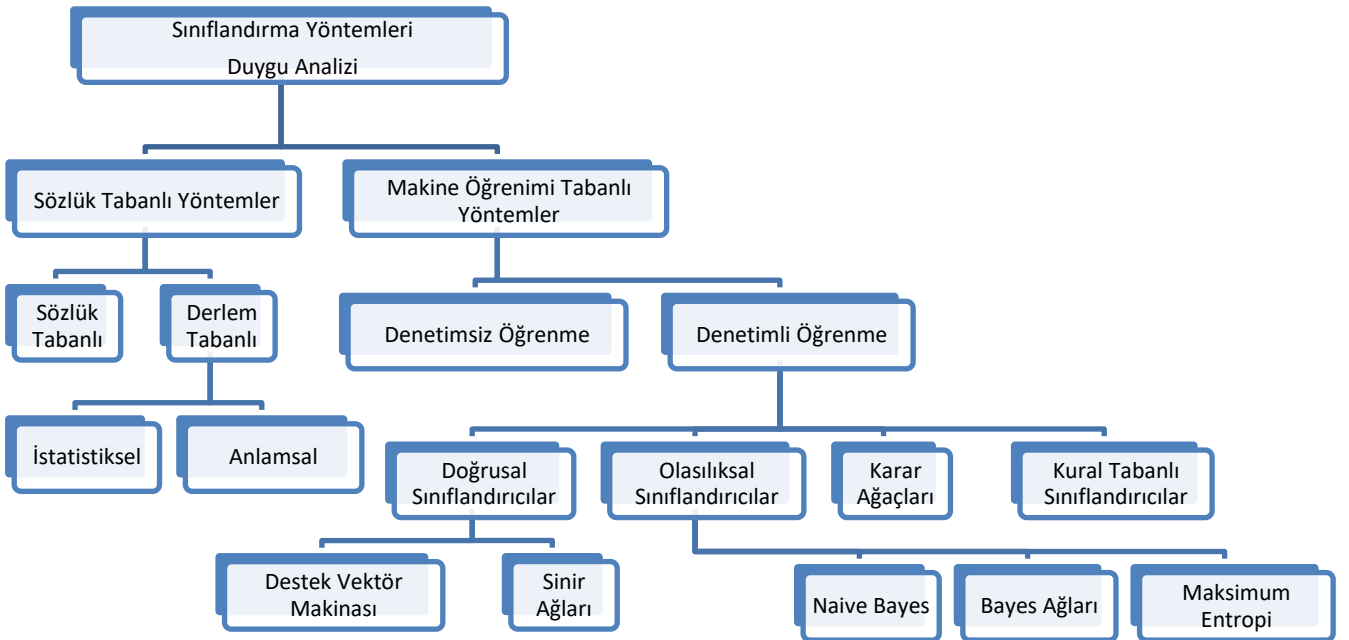 Sınıflandırma Yöntemleri
Duygu Analizi
Sözlük Tabanlı Yöntemler
Makine Öğrenimi Tabanlı
Yöntemler
Sözlük
Tabanlı
Derlem
Tabanlı
Denetimsiz Öğrenme
Denetimli Öğrenme
İstatistiksel
Anlamsal
Doğrusal
Sınıflandırıcılar
Olasılıksal
Sınıflandırıcılar
Karar
Ağaçları
Kural Tabanlı
Sınıflandırıcılar
Destek Vektör
Makinası
Sinir
Ağları
Naive Bayes
Bayes Ağları
Maksimum
Entropi